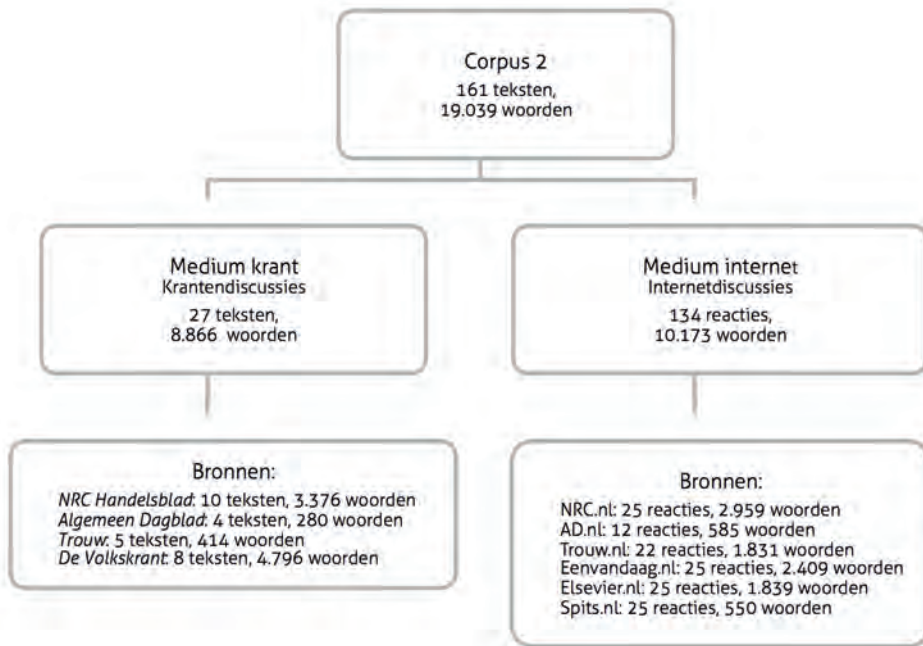 Corpus 2
161 teksten,
19.039 woorden
Medium krant
Krantendiscussies
27 teksten,
8.866 woorden
Medium internet
Internetdiscussies
134 reacties,
10.173 woorden
Bronnen:
NRC Handelsblad: 10 teksten, 3.376 woorden
Algemeen Dagblad: 4 teksten, 280 woorden
Trouw: 5 teksten, 414 woorden
De Volkskrant: 8 teksten, 4.796 woorden
Bronnen:
NRC.nl: 25 reacties, 2.959 woorden
AD.nl: 12 reacties, 585 woorden
Trouw.nl: 22 reacties, 1.831 woorden
Eenvandaag.nl: 25 reacties, 2.409 woorden
Elsevier.nl: 25 reacties, 1.839 woorden
Spits.nl: 25 reacties, 550 woorden